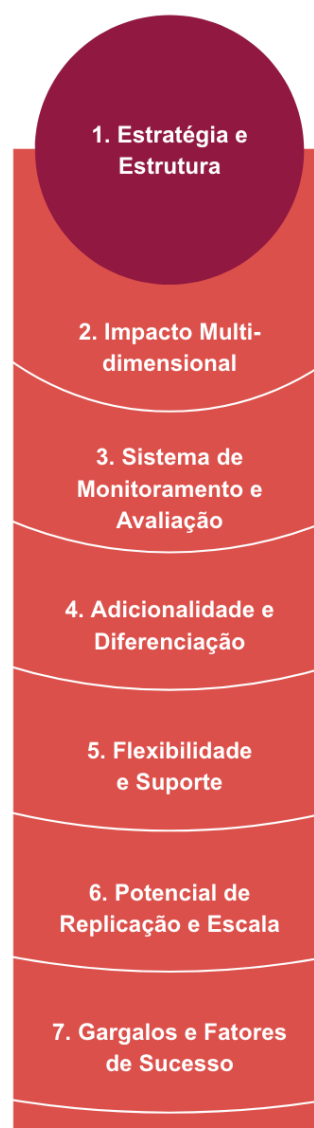 1. Estratégia e
Estrutura
2. Impacto Multi-
dimensional
3. Sistema de
Monitoramento e
Avaliação
4. Adicionalidade e
Diferenciação
5. Flexibilidade
e Suporte
6. Potencial de
Replicação e Escala
7. Gargalos e Fatores
de Sucesso